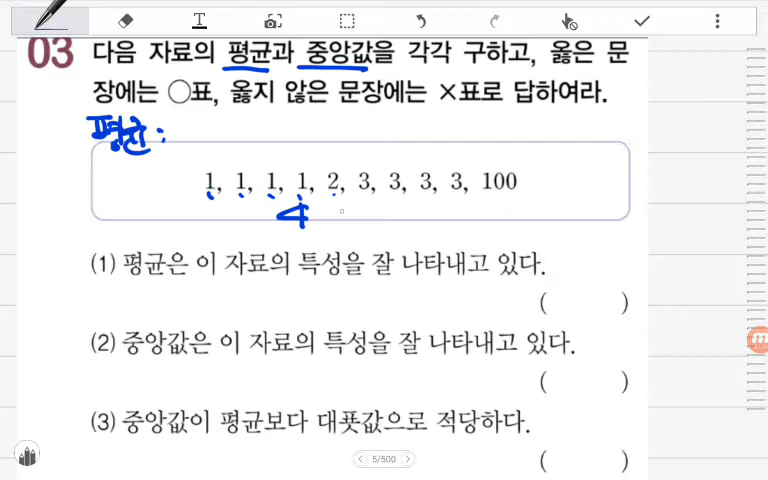 03 다음 자료의 평균과 중앙값을 각각 구하고, 옳은 문
장에는 ○표, 옳지 않은 문장에는 ×표로 답하여라.
평균:
1, 1, 1, 1, 2, 3, 3, 3, 3, 100
4
(1) 평균은 이 자료의 특성을 잘 나타내고 있다.
( )
(2) 중앙값은 이 자료의 특성을 잘 나타내고 있다.
( )
(3) 중앙값이 평균보다 대푯값으로 적당하다.
( )
5/500